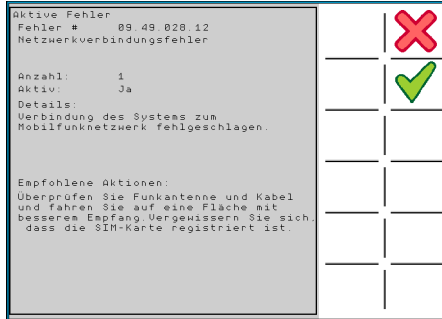 Aktive Fehler
Fehler # 09.49.028.12
Netzwerkverbindungsfehler
Anzahl: 1
Aktiv: Ja
Details:
Verbindung des Systems zum
Mobilfunknetzwerk fehlgeschlagen.
Empfohlene Aktionen:
Überprüfen Sie Funkantenne und Kabel
und fahren Sie auf eine Fläche mit
besserem Empfang.Vergewissern Sie sich,
dass die SIM-Karte registriert ist.